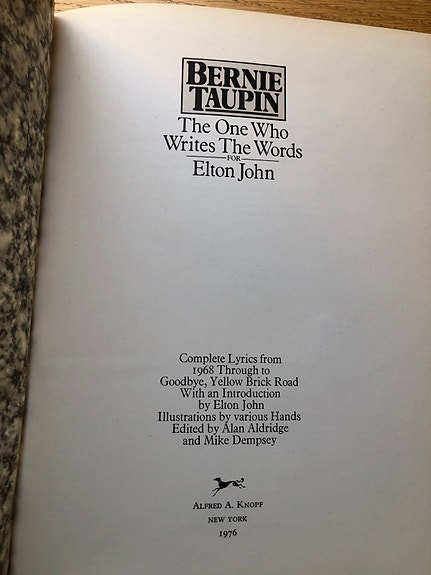 BERNIE
TAUPIN
The One Who
Writes The Words
FOR
Elton John
Complete Lyrics from
1968 Through to
Goodbye, Yellow Brick Road
With an Introduction
by Elton John
Illustrations by various Hands
Edited by Alan Aldridge
and Mike Dempsey
ALFRED A. KNOPF
NEW YORK
1976